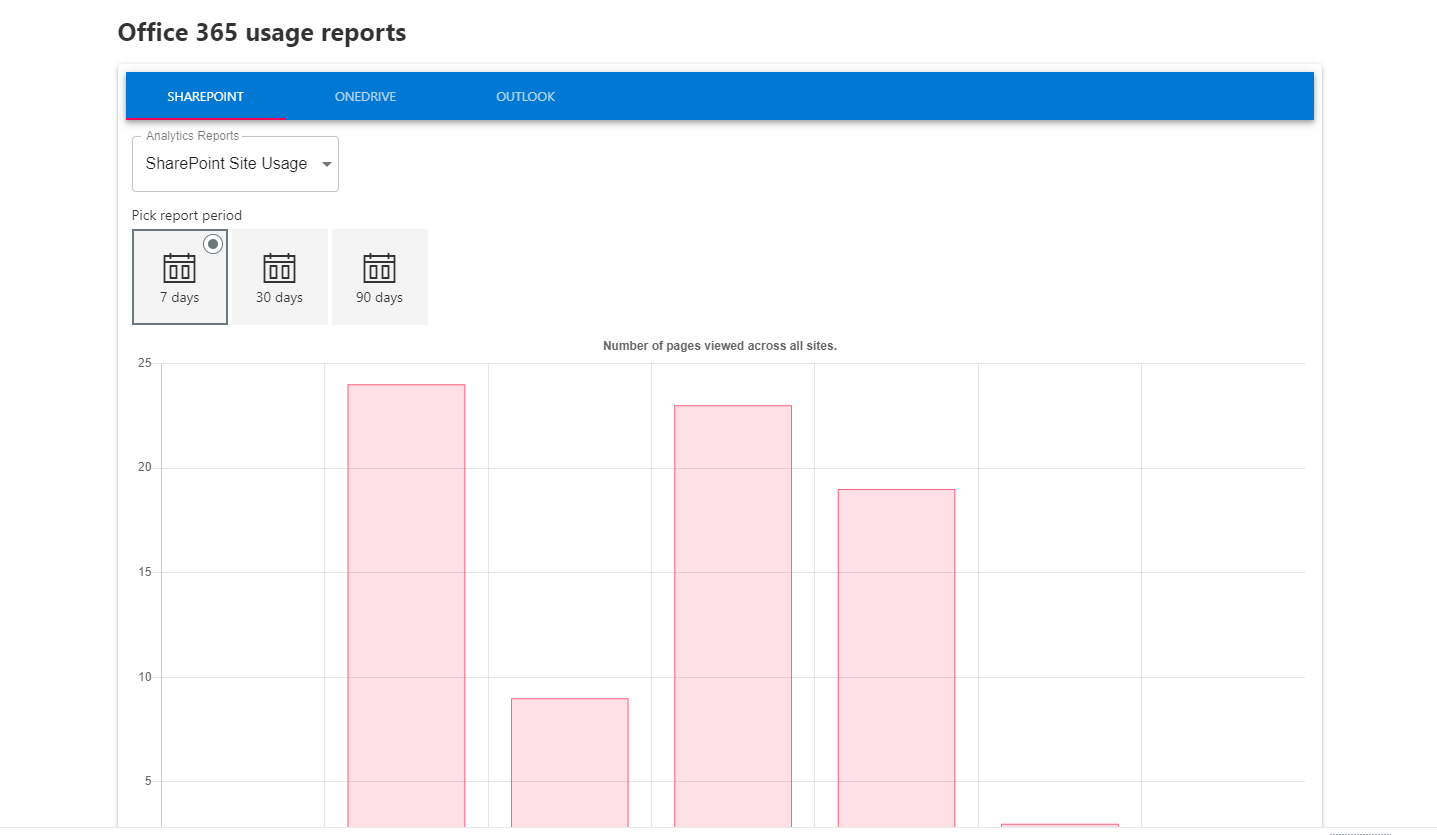 Office 365 usage reports
SHAREPOINT ONEDRIVE OUTLOOK
Analytics Reports
SharePoint Site Usage
Pick report period
7 days 30 days 90 days
Number of pages viewed across all sites.
25
20
15
10
5